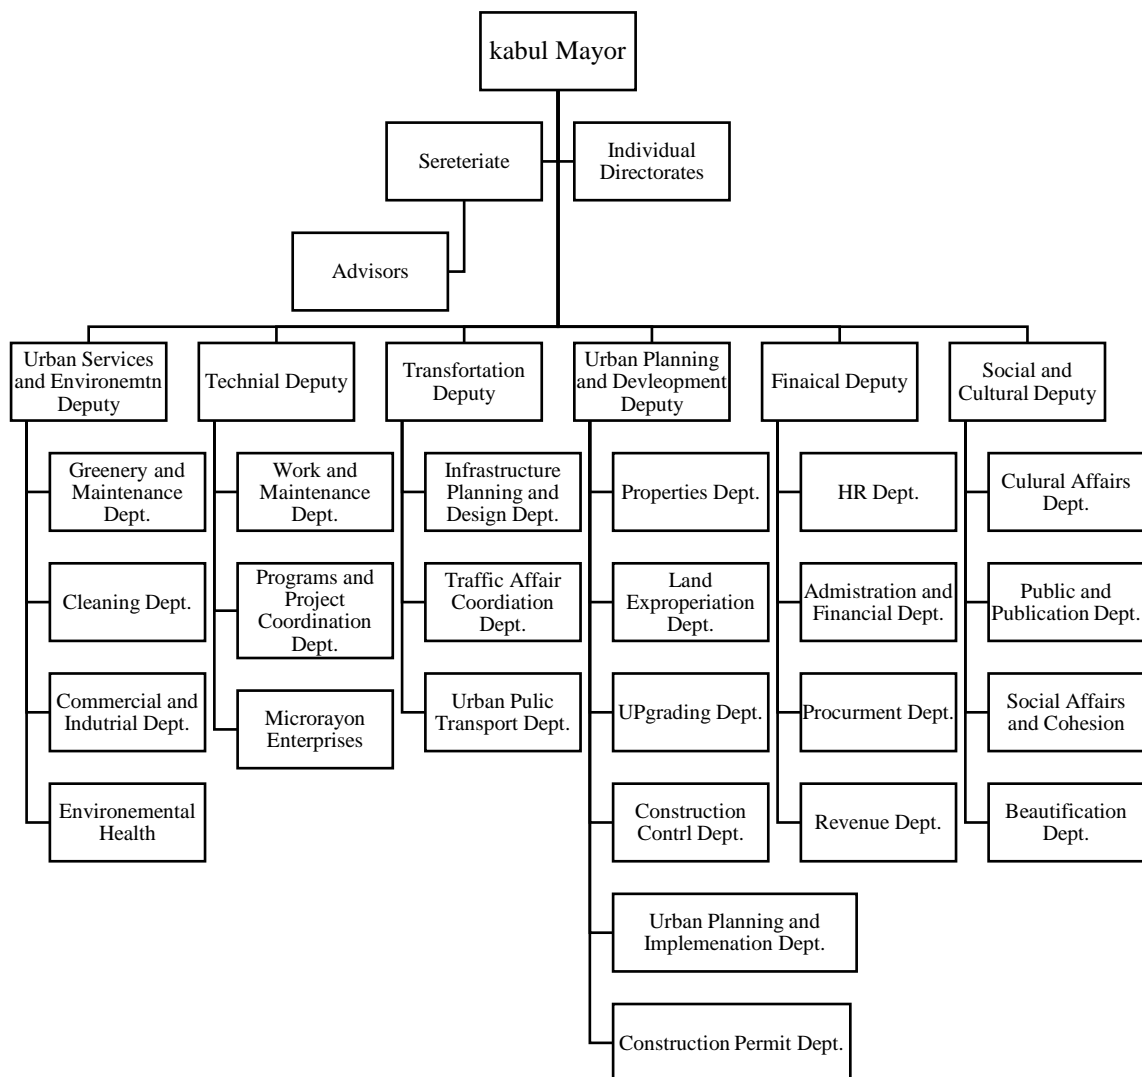 kabul Mayor
Sereteriate
Individual
Directorates
Advisors
Urban Services
and Environemtn
Deputy
Technial Deputy
Transfortation
Deputy
Urban Planning
and Devleopment
Deputy
Finaical Deputy
Social and
Cultural Deputy
Greenery and
Maintenance
Dept.
Cleaning Dept.
Commercial and
Indutrial Dept.
Environemental
Health
Work and
Maintenance
Dept.
Programs and
Project
Coordination
Dept.
Microrayon
Enterprises
Infrastructure
Planning and
Design Dept.
Traffic Affair
Coordiation
Dept.
Urban Pulic
Transport Dept.
Properties Dept.
Land
Exproperiation
Dept.
UPgrading Dept.
Construction
Contrl Dept.
Urban Planning and
Implemenation Dept.
Construction Permit Dept.
HR Dept.
Admistration and
Financial Dept.
Procurment Dept.
Revenue Dept.
Culural Affairs
Dept.
Public and
Publication Dept.
Social Affairs
and Cohesion
Beautification
Dept.